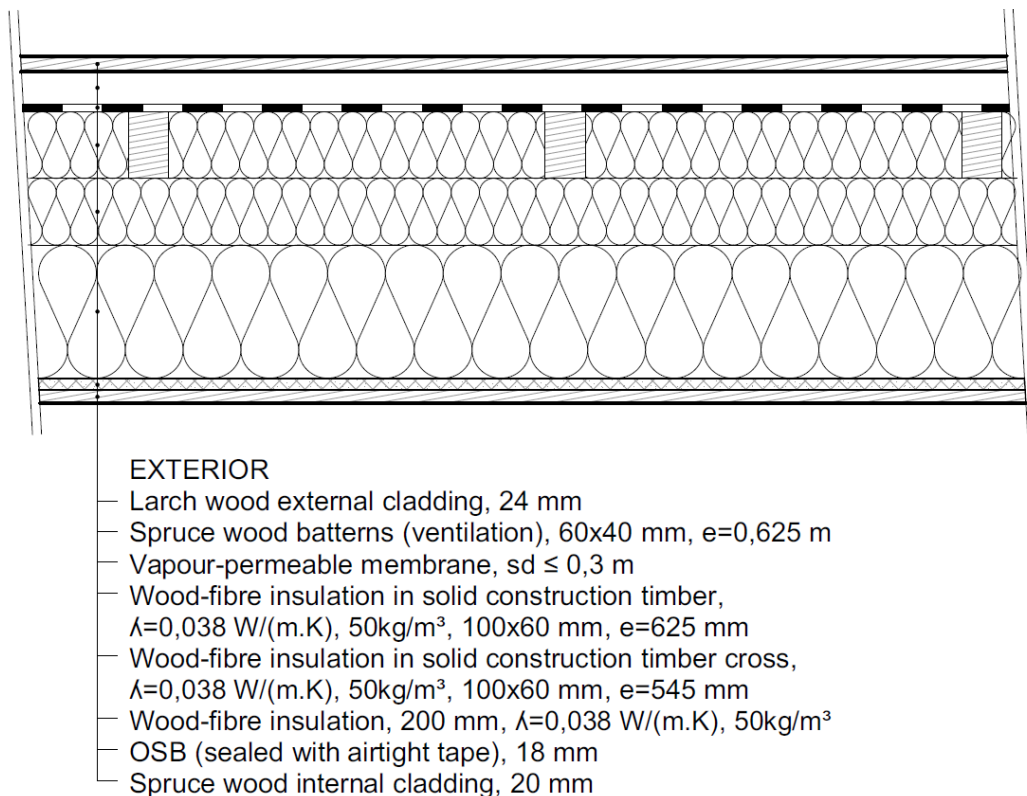 EXTERIOR
Larch wood external cladding, 24 mm
Spruce wood batterns (ventilation), 60x40 mm, e=0,625 m
Vapour-permeable membrane, sd ≤ 0,3 m
Wood-fibre insulation in solid construction timber,
⅄=0,038 W/(m.K), 50kg/m³, 100x60 mm, e=625 mm
Wood-fibre insulation in solid construction timber cross,
⅄=0,038 W/(m.K), 50kg/m³, 100x60 mm, e=545 mm
Wood-fibre insulation, 200 mm, ⅄=0,038 W/(m.K), 50kg/m³
OSB (sealed with airtight tape), 18 mm
Spruce wood internal cladding, 20 mm